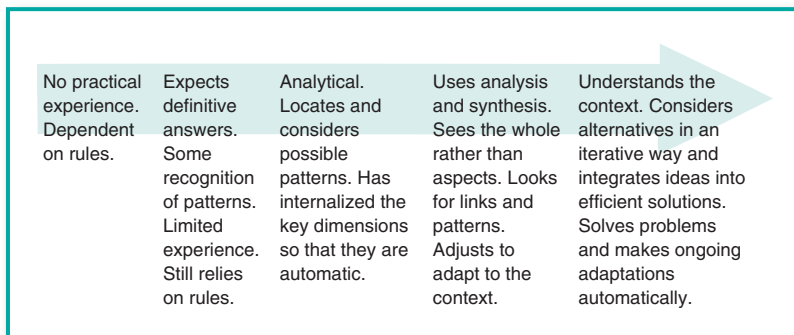 No practical
experience.
Dependent
on rules.
Expects
definitive
answers.
Some
recognition
of patterns.
Limited
experience.
Still relies
on rules.
Analytical.
Locates and
considers
possible
patterns. Has
internalized the
key dimensions
so that they are
automatic.
Uses analysis
and synthesis.
Sees the whole
rather than
aspects. Looks
for links and
patterns.
Adjusts to
adapt to the
context.
Understands the
context. Considers
alternatives in an
iterative way and
integrates ideas into
efficient solutions.
Solves problems
and makes ongoing
adaptations
automatically.